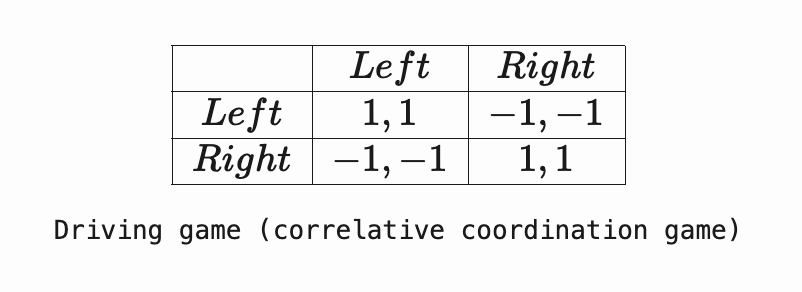 Left Right
Left 1, 1 −1, −1
Right −1, −1 1, 1
Driving game (correlative coordination game)